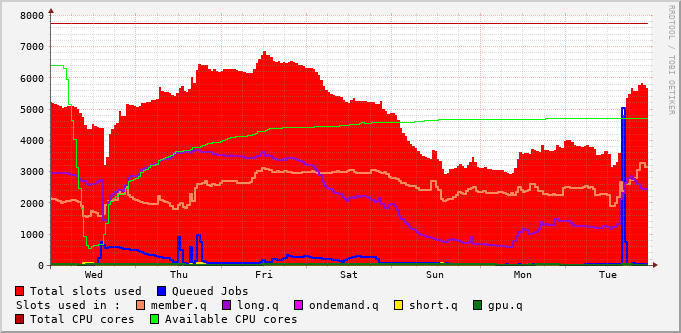 8000
7000
6000
5000
4000
3000
2000
1000
0
Wed Thu Fri Sat Sun Mon Tue
RRDTOOL / TOBI OETIKER
Total slots used Queued Jobs
Slots used in : member.q long.q ondemand.q short.q gpu.q
Total CPU cores Available CPU cores